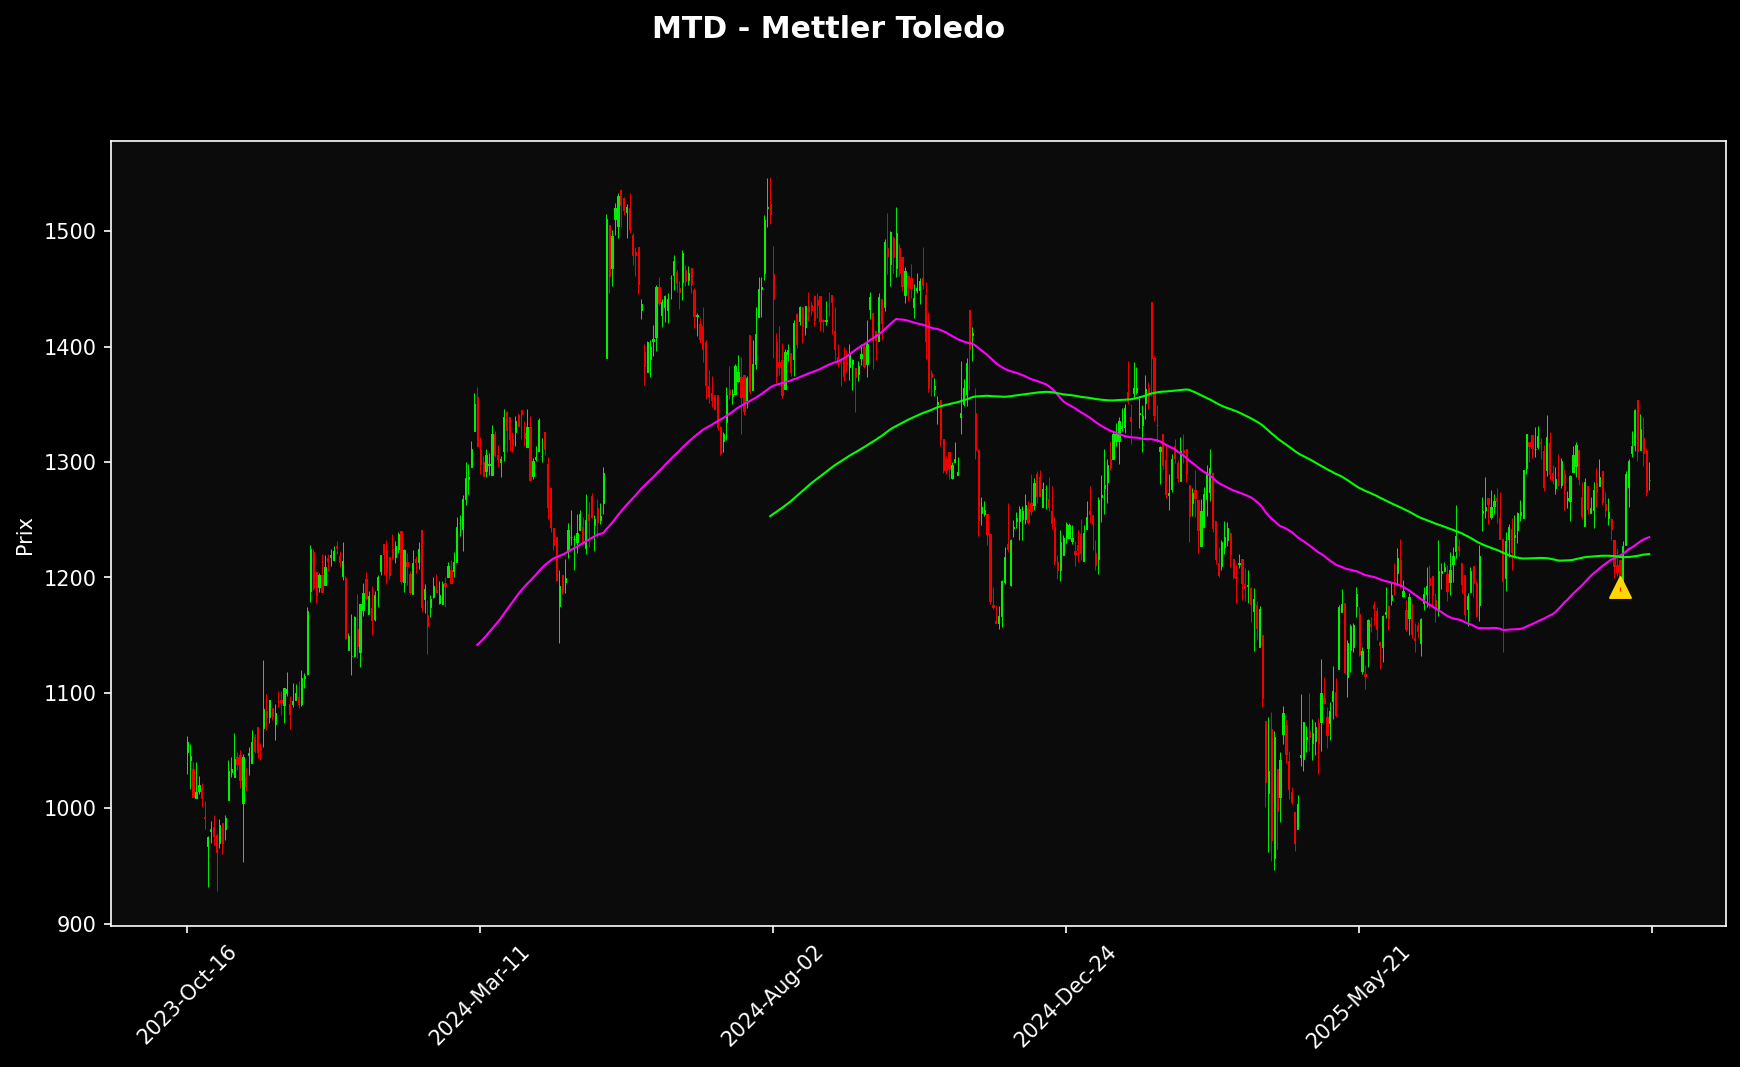 MTD - Mettler Toledo
Prix
1500
1400
1300
1200
1100
1000
900
2023-Oct-16
2024-Mar-11
2024-Aug-02
2024-Dec-24
2025-May-21